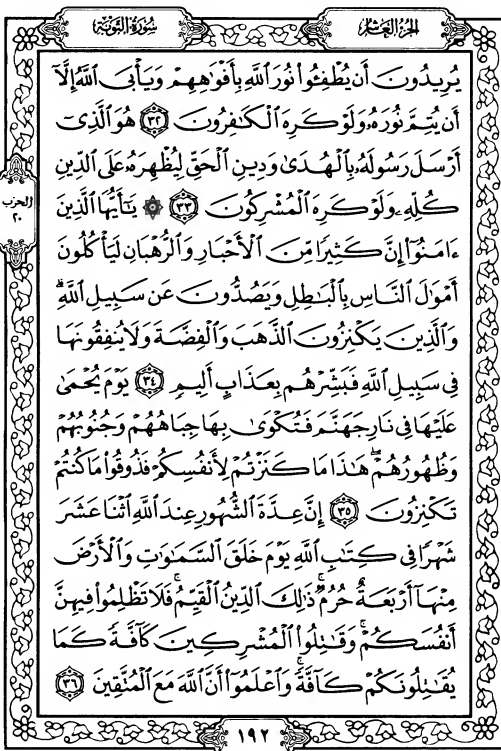 الجزء العاشر
سورة التوبة
يُرِيدُونَ أَن يُطْفِـُٔوا۟ نُورَ ٱللَّهِ بِأَفْوَٰهِهِمْ وَيَأْبَى ٱللَّهُ إِلَّآ
أَن يُتِمَّ نُورَهُۥ وَلَوْ كَرِهَ ٱلْكَـٰفِرُونَ ٣٢ هُوَ ٱلَّذِىٓ
أَرْسَلَ رَسُولَهُۥ بِٱلْهُدَىٰ وَدِينِ ٱلْحَقِّ لِيُظْهِرَهُۥ عَلَى ٱلدِّينِ
كُلِّهِۦ وَلَوْ كَرِهَ ٱلْمُشْرِكُونَ ٣٣ ۞ يَـٰٓأَيُّهَا ٱلَّذِينَ
ءَامَنُوٓا۟ إِنَّ كَثِيرًا مِّنَ ٱلْأَحْبَارِ وَٱلرُّهْبَانِ لَيَأْكُلُونَ
أَمْوَٰلَ ٱلنَّاسِ بِٱلْبَـٰطِلِ وَيَصُدُّونَ عَن سَبِيلِ ٱللَّهِ ۗ
وَٱلَّذِينَ يَكْنِزُونَ ٱلذَّهَبَ وَٱلْفِضَّةَ وَلَا يُنفِقُونَهَا
فِى سَبِيلِ ٱللَّهِ فَبَشِّرْهُم بِعَذَابٍ أَلِيمٍ ٣٤ يَوْمَ يُحْمَىٰ
عَلَيْهَا فِى نَارِ جَهَنَّمَ فَتُكْوَىٰ بِهَا جِبَاهُهُمْ وَجُنُوبُهُمْ
وَظُهُورُهُمْ ۖ هَـٰذَا مَا كَنَزْتُمْ لِأَنفُسِكُمْ فَذُوقُوا۟ مَا كُنتُمْ
تَكْنِزُونَ ٣٥ إِنَّ عِدَّةَ ٱلشُّهُورِ عِندَ ٱللَّهِ ٱثْنَا عَشَرَ
شَهْرًا فِى كِتَـٰبِ ٱللَّهِ يَوْمَ خَلَقَ ٱلسَّمَـٰوَٰتِ وَٱلْأَرْضَ
مِنْهَآ أَرْبَعَةٌ حُرُمٌ ۚ ذَٰلِكَ ٱلدِّينُ ٱلْقَيِّمُ ۚ فَلَا تَظْلِمُوا۟ فِيهِنَّ
أَنفُسَكُمْ ۚ وَقَـٰتِلُوا۟ ٱلْمُشْرِكِينَ كَآفَّةً كَمَا
يُقَـٰتِلُونَكُمْ كَآفَّةً ۚ وَٱعْلَمُوٓا۟ أَنَّ ٱللَّهَ مَعَ ٱلْمُتَّقِينَ ٣٦
الحزب
٢٠
١٩٢